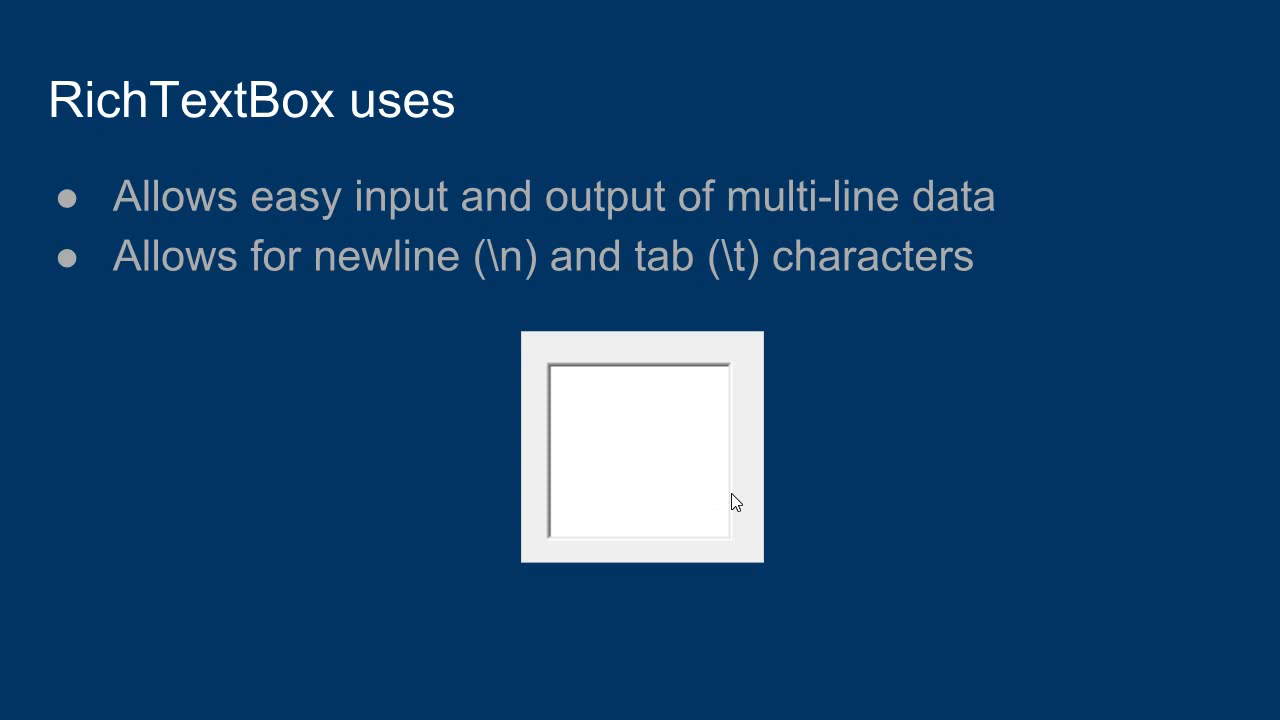 RichTextBox uses
● Allows easy input and output of multi-line data
● Allows for newline (\n) and tab (\t) characters